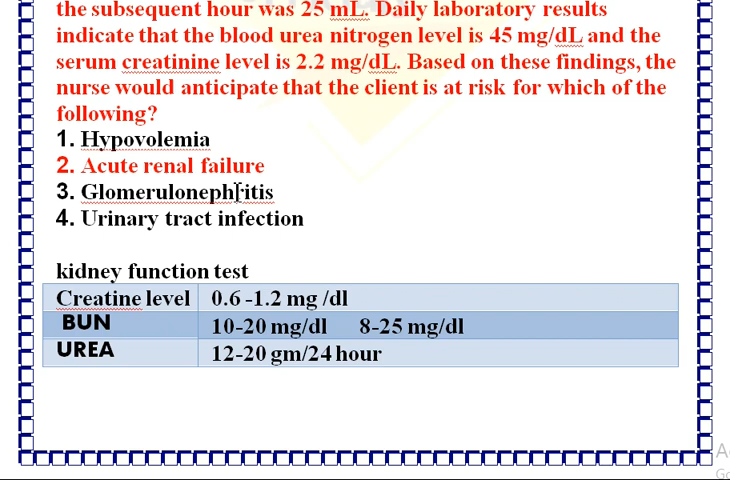 the subsequent hour was 25 mL. Daily laboratory results
indicate that the blood urea nitrogen level is 45 mg/dL and the
serum creatinine level is 2.2 mg/dL. Based on these findings, the
nurse would anticipate that the client is at risk for which of the
following?
1. Hypovolemia
2. Acute renal failure
3. Glomerulonephritis
4. Urinary tract infection
kidney function test
Creatine level 0.6 -1.2 mg /dl
BUN 10-20 mg/dl 8-25 mg/dl
UREA 12-20 gm/24 hour